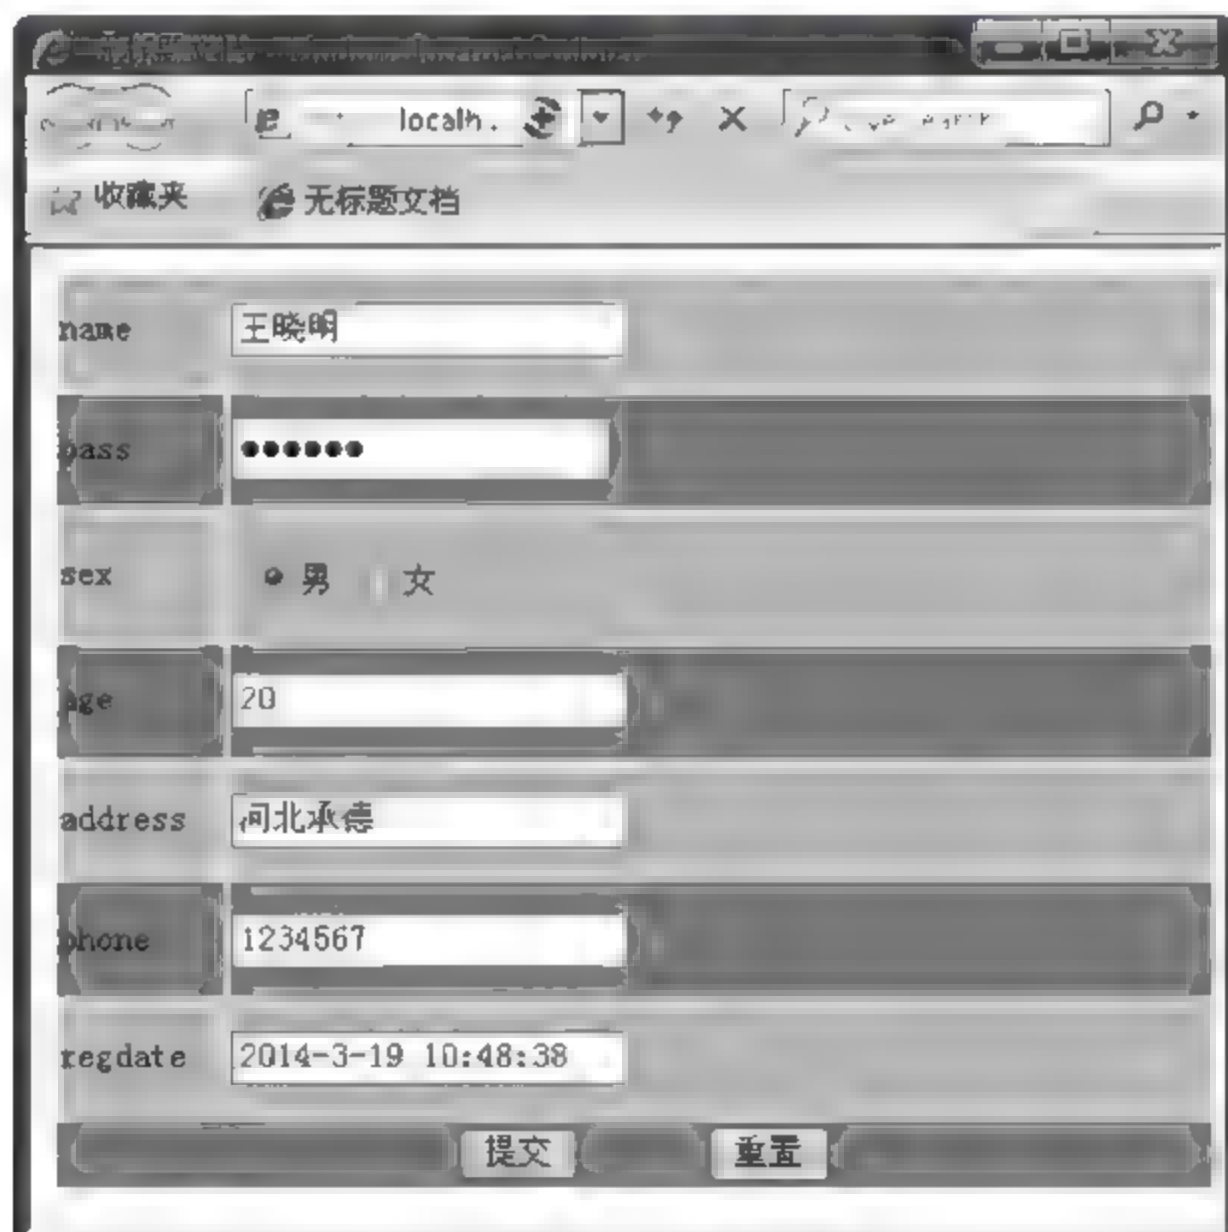 localh.
收藏夹 无标题文档
name 王晓明
pass ●●●●●●
sex 男 女
age 20
address 河北承德
phone 1234567
regdate 2014-3-19 10:48:38
提交 重置